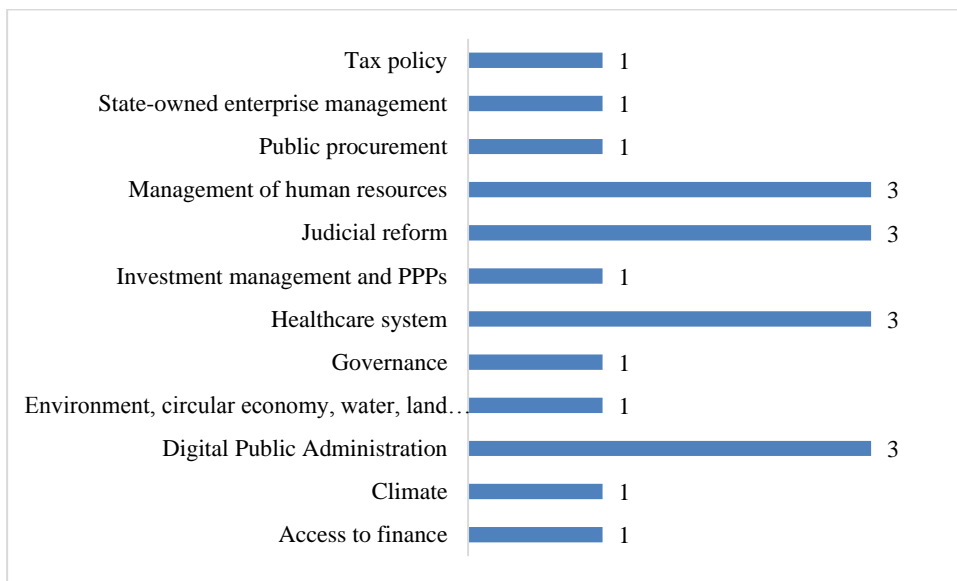 Tax policy 1
State-owned enterprise management 1
Public procurement 1
Management of human resources 3
Judicial reform 3
Investment management and PPPs 1
Healthcare system 3
Governance 1
Environment, circular economy, water, land… 1
Digital Public Administration 3
Climate 1
Access to finance 1